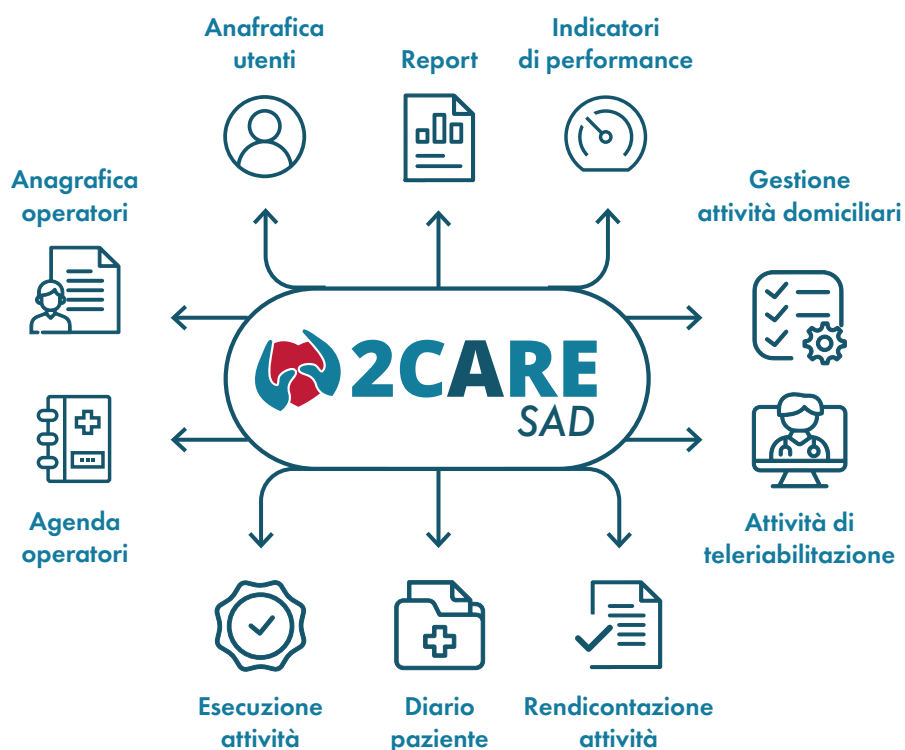 Anafrafica
utenti
Report
Indicatori
di performance
Anagrafica
operatori
Gestione
attività domiciliari
2CARE
SAD
Agenda
operatori
Attività di
teleriabilitazione
Esecuzione
attività
Diario
paziente
Rendicontazione
attività